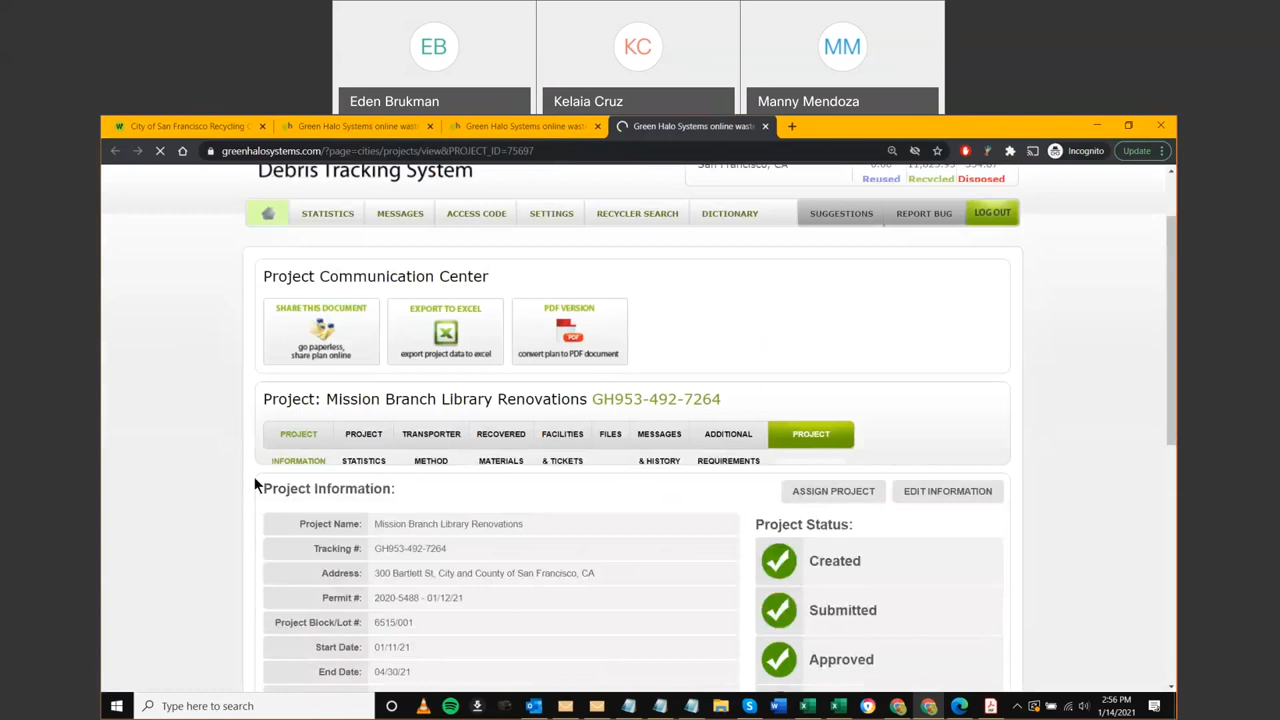 EB
KC
MM
Eden Brukman
Kelaia Cruz
Manny Mendoza
City of San Francisco Recycling
Green Halo Systems online wast
Green Halo Systems online wast
Green Halo Systems online wast
greenhalosystems.com/?page=cities/projects/view&PROJECT_ID=75697
Incognito
Update
Debris Tracking System
San Francisco, CA
Reused Recycled Disposed
STATISTICS MESSAGES ACCESS CODE SETTINGS RECYCLER SEARCH DICTIONARY SUGGESTIONS REPORT BUG LOG OUT
Project Communication Center
SHARE THIS DOCUMENT
go paperless,
share plan online
EXPORT TO EXCEL
export project data to excel
PDF VERSION
PDF
convert plan to PDF document
Project: Mission Branch Library Renovations GH953-492-7264
PROJECT PROJECT TRANSPORTER RECOVERED FACILITIES FILES MESSAGES ADDITIONAL PROJECT
INFORMATION STATISTICS METHOD MATERIALS & TICKETS & HISTORY REQUIREMENTS
Project Information:
ASSIGN PROJECT
EDIT INFORMATION
Project Name: Mission Branch Library Renovations
Tracking #: GH953-492-7264
Address: 300 Bartlett St, City and County of San Francisco, CA
Permit #: 2020-5488 - 01/12/21
Project Block/Lot #: 6515/001
Start Date: 01/11/21
End Date: 04/30/21
Project Status:
Created
Submitted
Approved
Type here to search
2:56 PM
1/14/2021